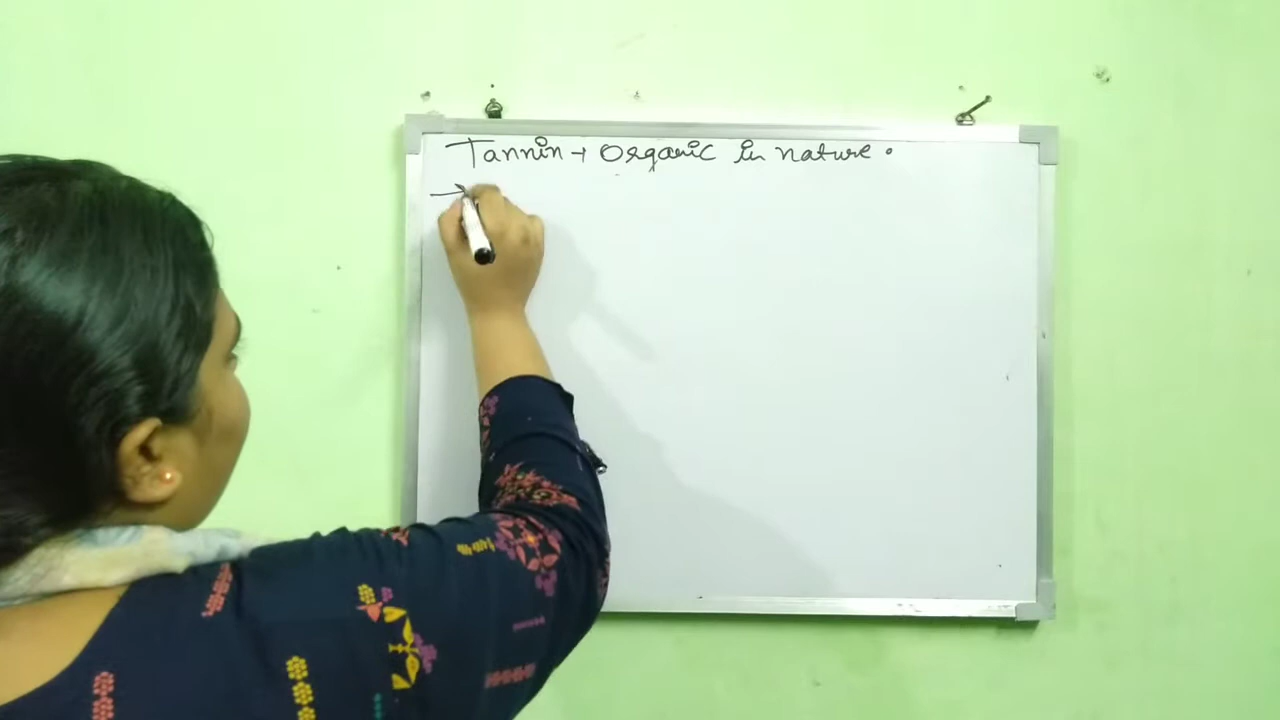 Tannin → Organic in nature.
→